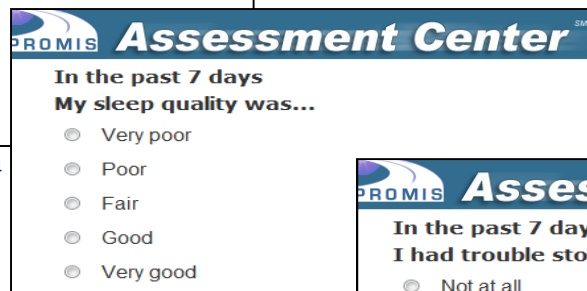 PROMIS Assessment Center SM
In the past 7 days
My sleep quality was...
Very poor
Poor
Fair
Good
Very good
PROMIS Asses
In the past 7 day
I had trouble sto
Not at all